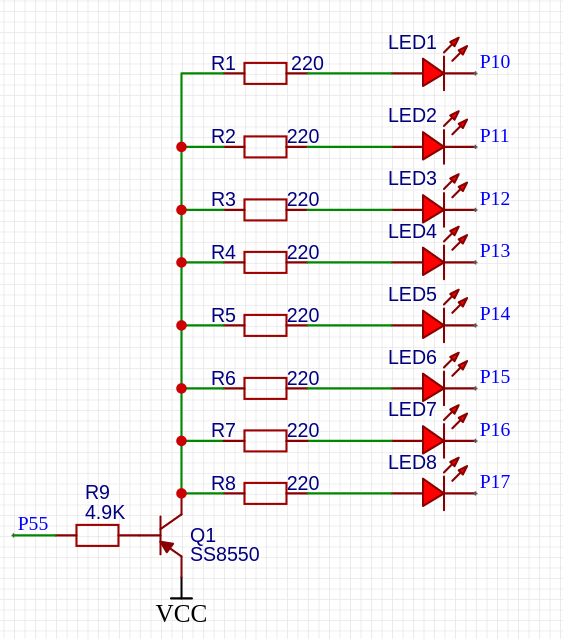 LED1
R1 220 P10
LED2
R2 220 P11
LED3
R3 220 P12
LED4
R4 220 P13
LED5
R5 220 P14
LED6
R6 220 P15
LED7
R7 220 P16
LED8
R8 220 P17
R9
4.9K
P55
Q1
SS8550
VCC